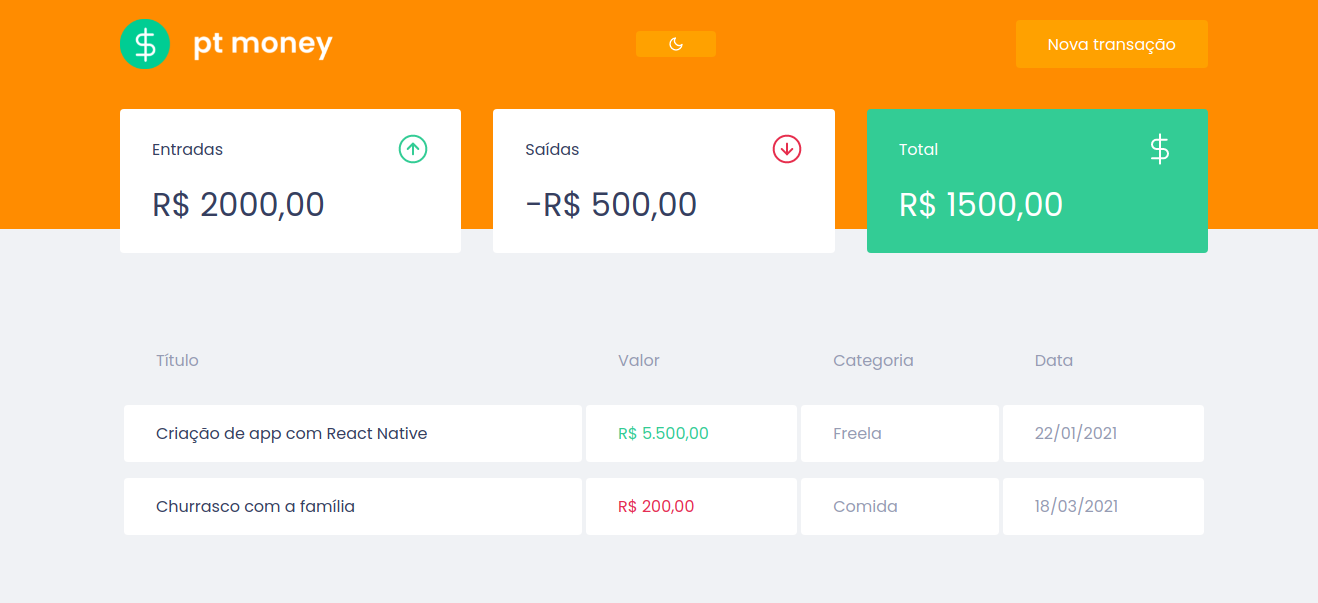 pt money
Nova transação
Entradas
R$ 2000,00
Saídas
-R$ 500,00
Total
R$ 1500,00
Título Valor Categoria Data
Criação de app com React Native R$ 5.500,00 Freela 22/01/2021
Churrasco com a família R$ 200,00 Comida 18/03/2021